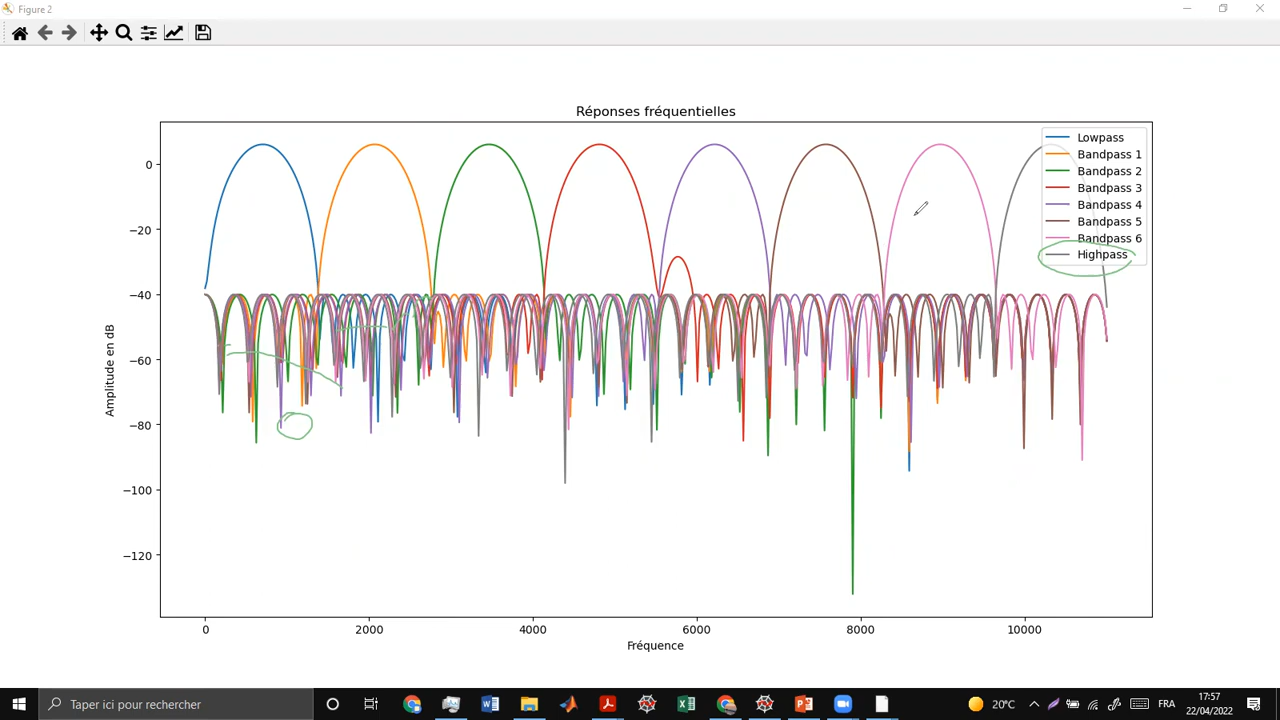 Figure 2
Réponses fréquentielles
Lowpass
Bandpass 1
Bandpass 2
Bandpass 3
Bandpass 4
Bandpass 5
Bandpass 6
Highpass
0
−20
−40
−60
−80
−100
−120
Amplitude en dB
0 2000 4000 6000 8000 10000
Fréquence
Taper ici pour rechercher
20°C
FRA
17:57
22/04/2022